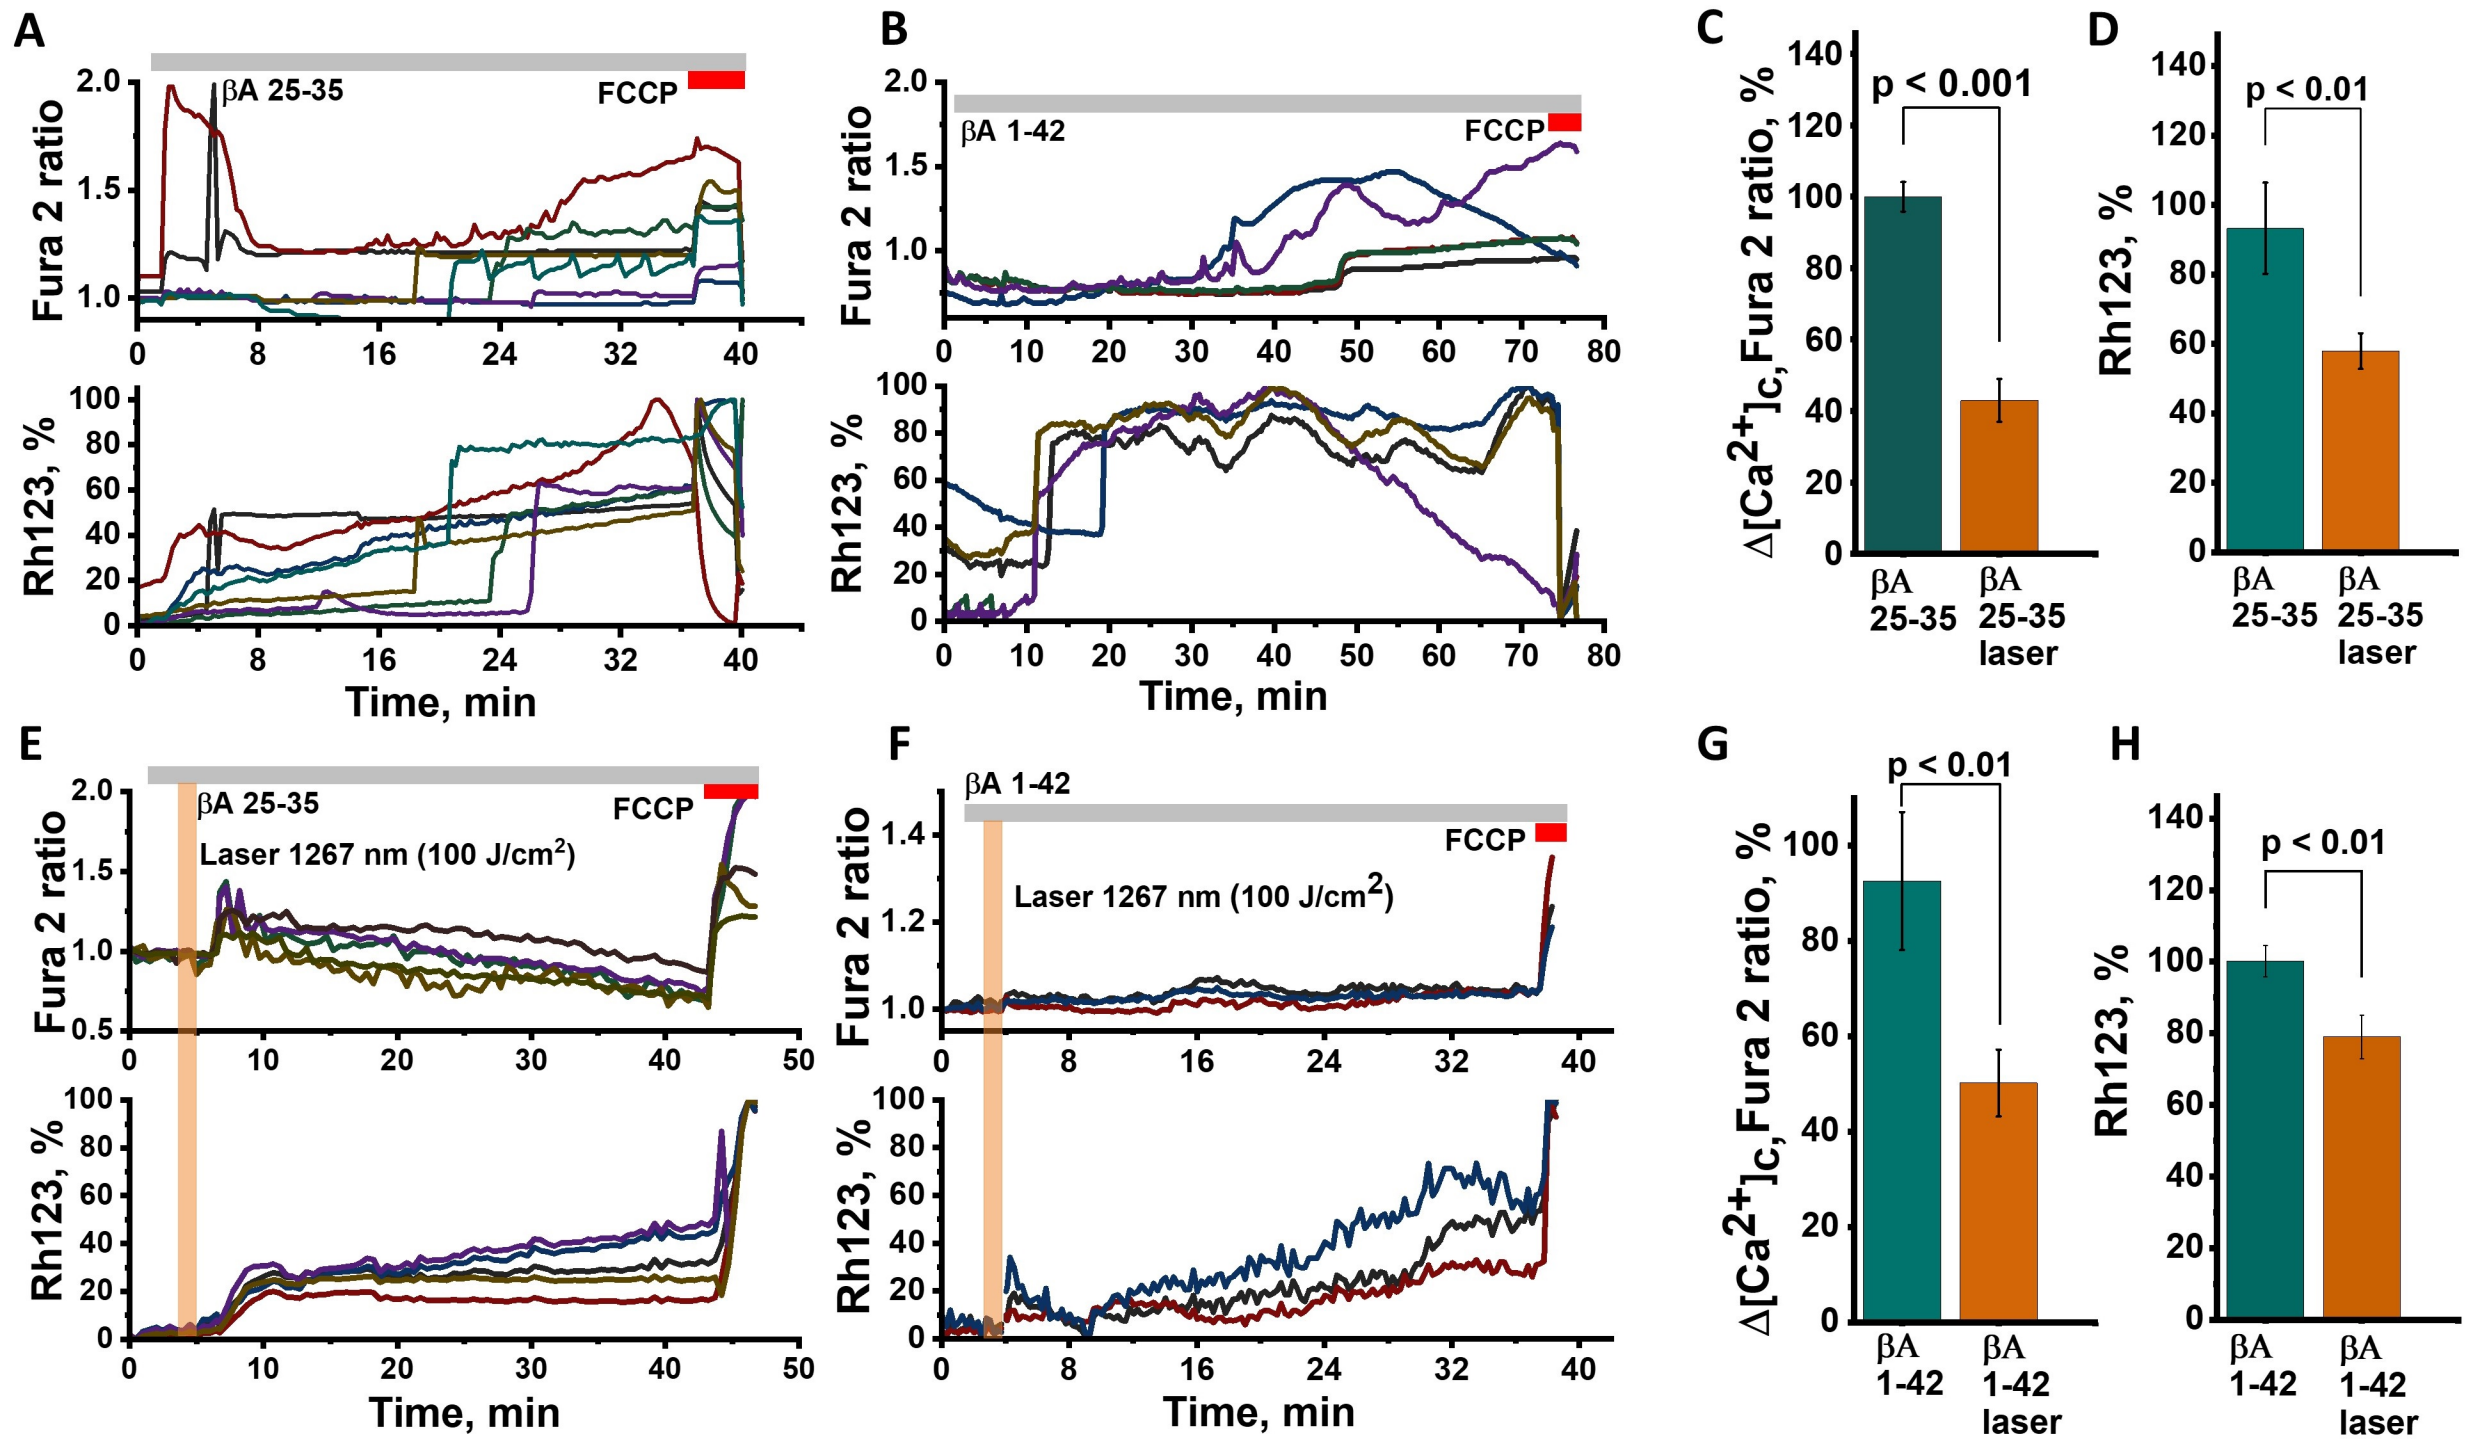 A
βA 25-35
FCCP
Fura 2 ratio
2.0
1.5
1.0
0 8 16 24 32 40
Rh123, %
100
80
60
40
20
0
0 8 16 24 32 40
Time, min
B
βA 1-42
FCCP
Fura 2 ratio
2.0
1.5
1.0
0 10 20 30 40 50 60 70 80
Rh123, %
100
80
60
40
20
0
0 10 20 30 40 50 60 70 80
Time, min
C
p < 0.001
Δ[Ca2+]c,Fura 2 ratio, %
140
120
100
80
60
40
20
0
βA
25-35
βA
25-35
laser
D
p < 0.01
Rh123, %
140
120
100
80
60
40
20
0
βA
25-35
βA
25-35
laser
E
βA 25-35
FCCP
Laser 1267 nm (100 J/cm2)
Fura 2 ratio
2.0
1.5
1.0
0.5
0 10 20 30 40 50
Rh123, %
100
80
60
40
20
0
0 10 20 30 40 50
Time, min
F
βA 1-42
FCCP
Laser 1267 nm (100 J/cm2)
Fura 2 ratio
1.4
1.2
1.0
0 8 16 24 32 40
Rh123, %
100
80
60
40
20
0
0 8 16 24 32 40
Time, min
G
p < 0.01
Δ[Ca2+]c,Fura 2 ratio, %
100
80
60
40
20
0
βA
1-42
βA
1-42
laser
H
p < 0.01
Rh123, %
140
120
100
80
60
40
20
0
βA
1-42
βA
1-42
laser